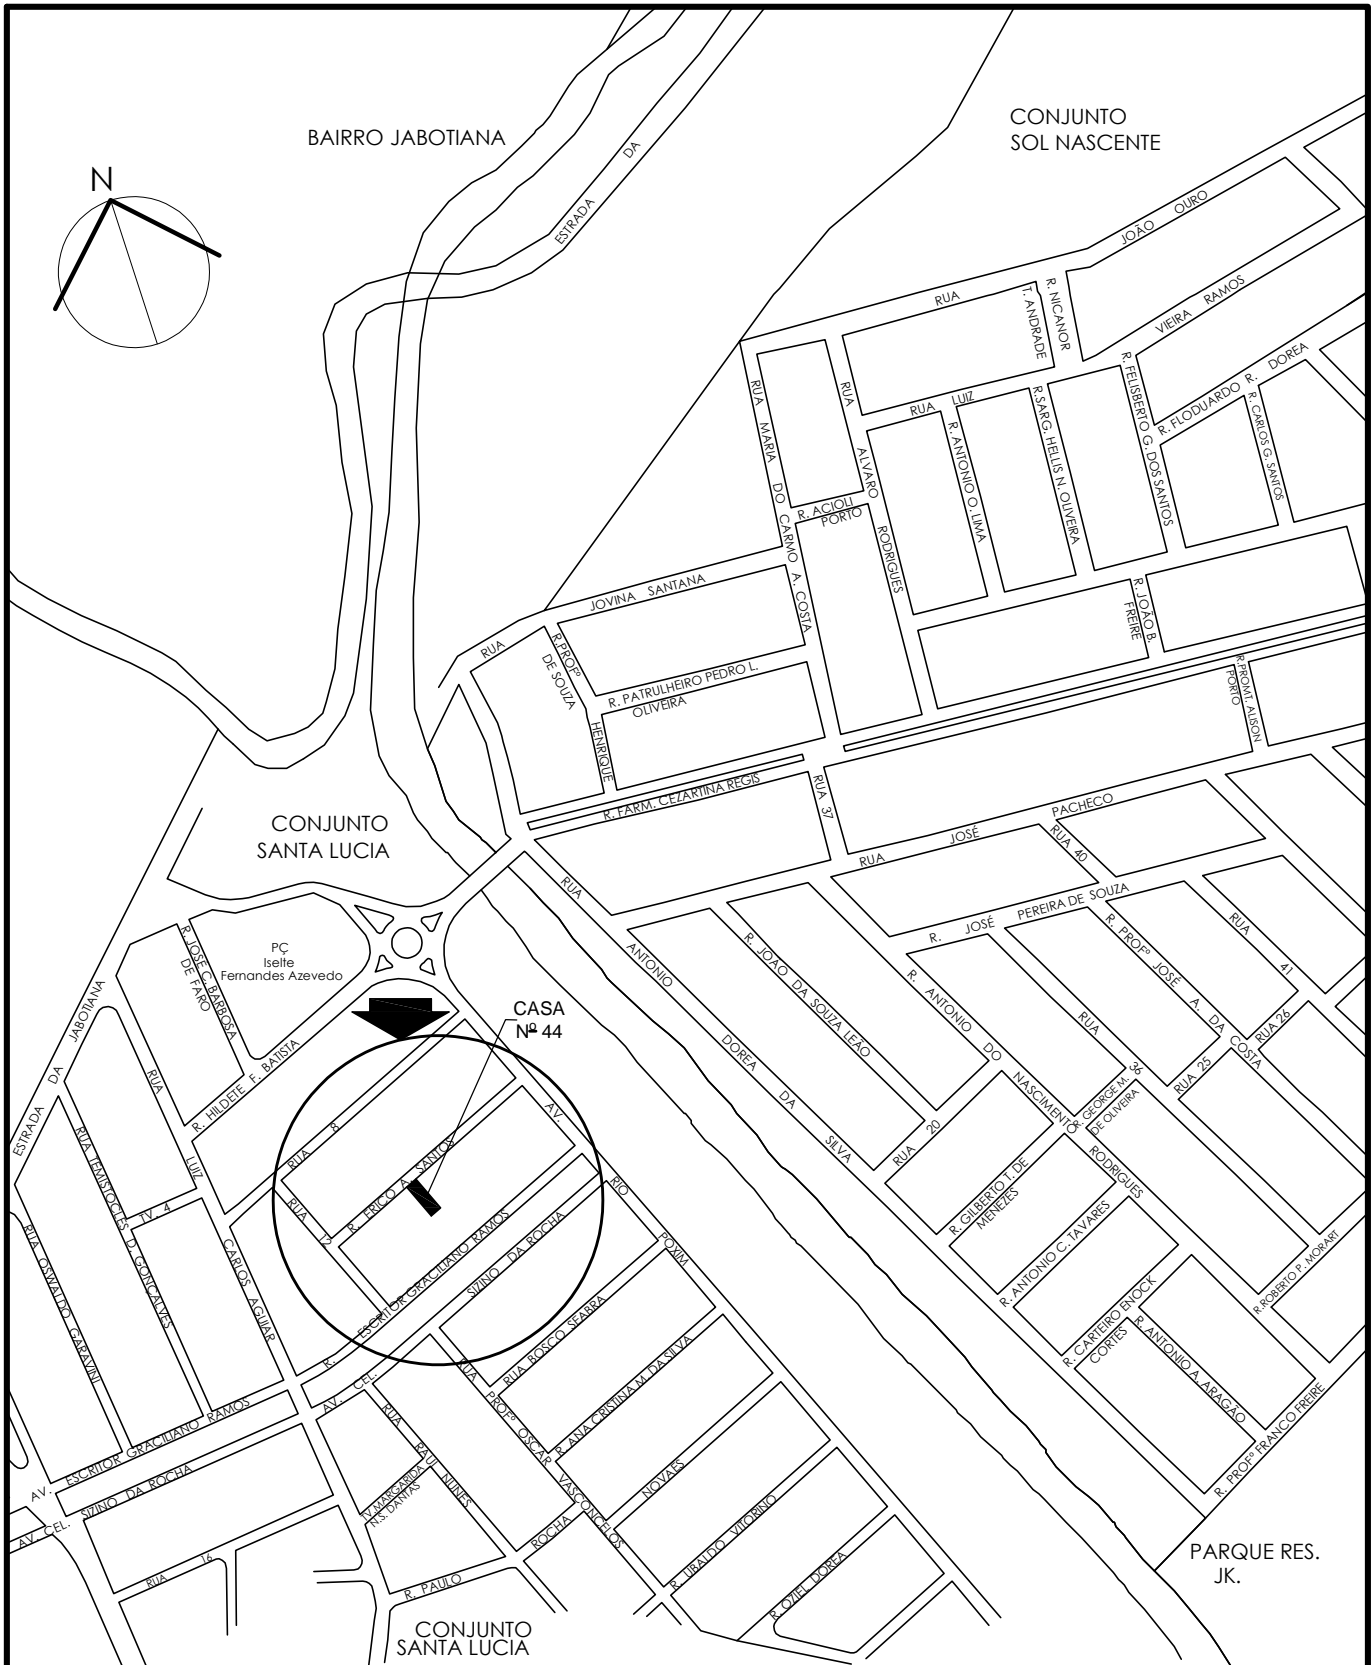 BAIRRO JABOTIANA
CONJUNTO
SOL NASCENTE
N
ESTRADA DA
RUA JOÃO OURO
R. NICANOR
T. ANDRADE
VIEIRA RAMOS
RUA LUIZ
R. FELISBERTO G. DOS SANTOS
R. FLODUARDO R. DOREA
R. CARLOS G. SANTOS
RUA MARIA DO CARMO A. COSTA
RUA ALVARO RODRIGUES
R. ANTONIO O. LIMA
R.SARG. HELLIS N. OLIVEIRA
R. ACIOLI
PORTO
R. JOÃO B.
FREIRE
RUA JOVINA SANTANA
R.PROFº
DE SOUZA
HENRIQUE
R. PATRULHEIRO PEDRO L.
OLIVEIRA
R.PROMT. ALISON
PORTO
R. FARM. CEZARTINA REGIS
RUA 37
RUA JOSÉ PACHECO
RUA 40
CONJUNTO
SANTA LUCIA
R. JOSÉ PEREIRA DE SOUZA
RUA ANTONIO DOREA DA SILVA
R. JOAO DA SOUZA LEÃO
R. ANTONIO DO NASCIMENTO RODRIGUES
R. PROFº JOSÉ A. DA COSTA
RUA 41
RUA 36
RUA 26
RUA 25
R. GEORGE M.
DE OLIVEIRA
RUA 20
R. GILBERTO T. DE
MENEZES
R. ANTONIO C. TAVARES
R. CARTEIRO ENOCK
CORTES
R. ANTONIO A. ARAGÃO
R.ROBERTO P. MORART
R. PROFº FRANCO FREIRE
PARQUE RES.
JK.
PÇ
Iselte
Fernandes Azevedo
R. JOSE C. BARBOSA
DE FARO
R. HILDETE F. BATISTA
CASA
Nº 44
ESTRADA DA JABOTIANA
RUA LUIZ CARLOS AGUIAR
RUA TEMISTOCLES D. GONCALVES
TV. 4
RUA OSWALDO GARAVINI
RUA 8
RUA 12
R. ERICO A. SANTOS
AV. RIO POXIM
R. ESCRITOR GRACILIANO RAMOS
AV. CEL. SIZINO DA ROCHA
AV. ESCRITOR GRACILIANO RAMOS
AV. CEL. SIZINO DA ROCHA
RUA BOSCO SEABRA
R. ANA CRISTINA M. DA SILVA
RUA PROFº OSCAR VASCONCELOS
RUA RAU NUNES
TV.MARGARIDA
N.S. DANTAS
R. PAULO ROCHA NOVAES
R. UBALDO VITORINO
R. OZIEL DOREA
RUA 16
CONJUNTO
SANTA LUCIA